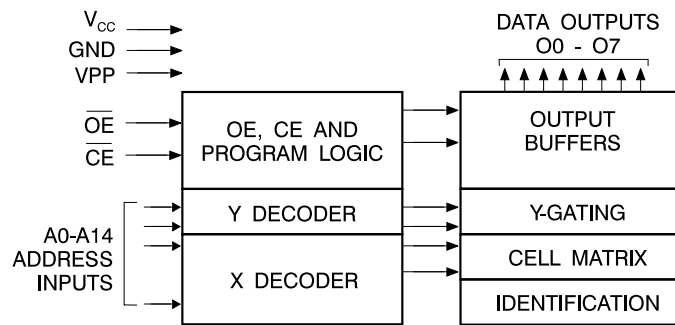 V_CC
GND
VPP
DATA OUTPUTS
O0 - O7
OE
CE
OE, CE AND
PROGRAM LOGIC
OUTPUT
BUFFERS
A0-A14
ADDRESS
INPUTS
Y DECODER
Y-GATING
X DECODER
CELL MATRIX
IDENTIFICATION